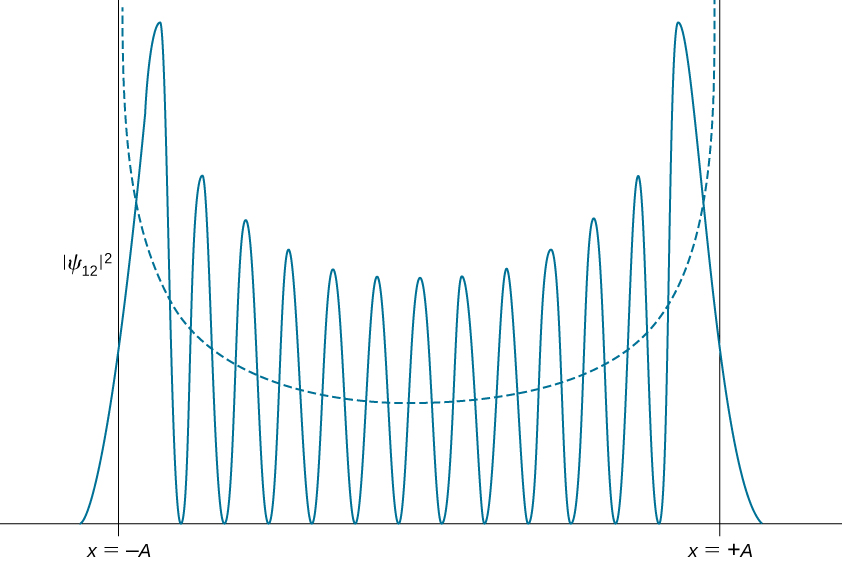 |ψ₁₂|²
x = –A
x = +A